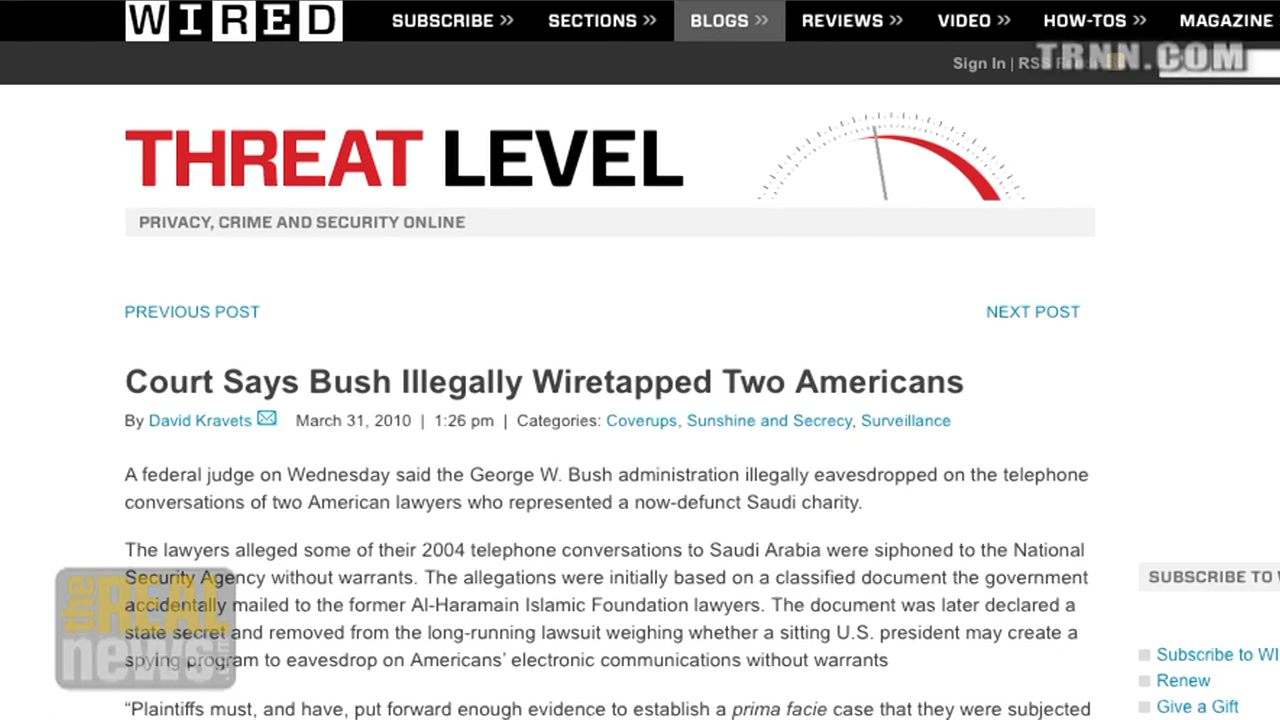 WIRED SUBSCRIBE >> SECTIONS >> BLOGS >> REVIEWS >> VIDEO >> HOW-TOS >> MAGAZINE
Sign In | RSS Feeds
TRNN.COM
THREAT LEVEL
PRIVACY, CRIME AND SECURITY ONLINE
PREVIOUS POST NEXT POST
Court Says Bush Illegally Wiretapped Two Americans
By David Kravets March 31, 2010 | 1:26 pm | Categories: Coverups, Sunshine and Secrecy, Surveillance
A federal judge on Wednesday said the George W. Bush administration illegally eavesdropped on the telephone
conversations of two American lawyers who represented a now-defunct Saudi charity.
The lawyers alleged some of their 2004 telephone conversations to Saudi Arabia were siphoned to the National
Security Agency without warrants. The allegations were initially based on a classified document the government
accidentally mailed to the former Al-Haramain Islamic Foundation lawyers. The document was later declared a
state secret and removed from the long-running lawsuit weighing whether a sitting U.S. president may create a
spying program to eavesdrop on Americans’ electronic communications without warrants
“Plaintiffs must, and have, put forward enough evidence to establish a prima facie case that they were subjected
SUBSCRIBE TO
Subscribe to WI
Renew
Give a Gift
the
REAL
news